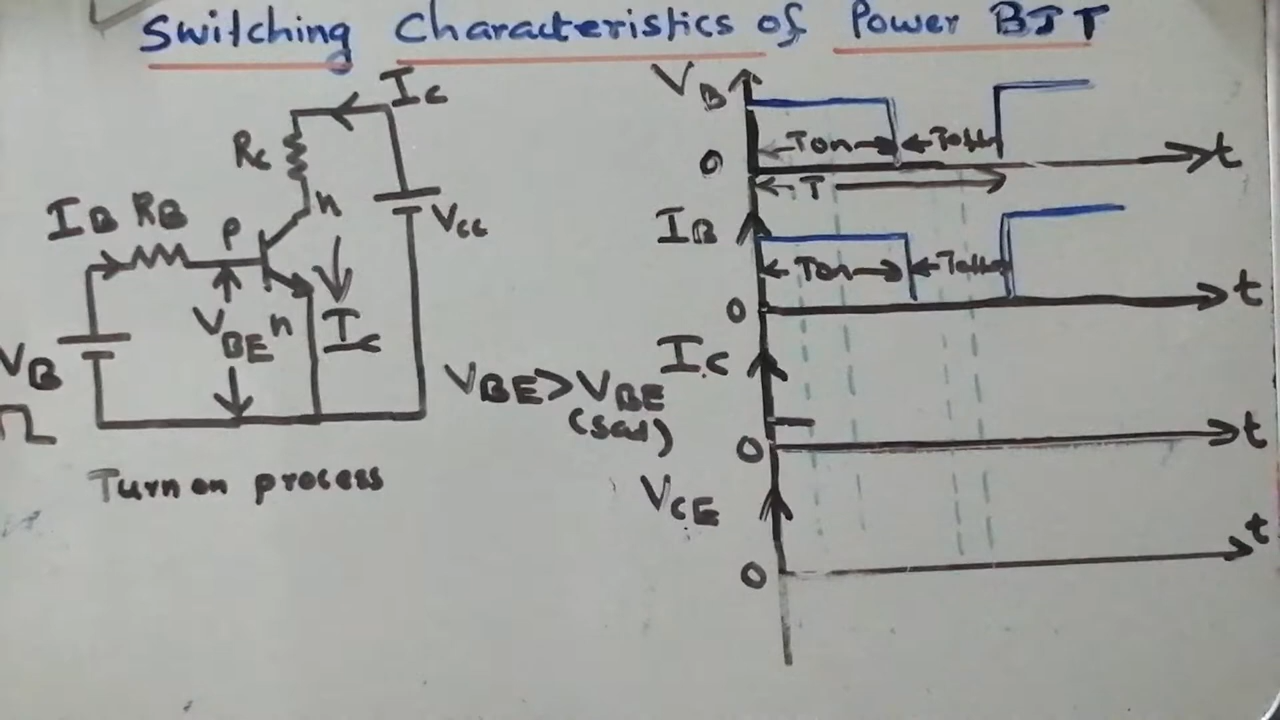 Switching Characteristics of Power BJT
Ic
Rc
n
Vcc
IB RB
P
VBE
n
Ic
VB
Turn on process
VBE>VBE
(Sat)
VB
Ton
Toff
0
t
T
IB
Ton
Toff
0
t
Ic
0
t
VCE
0
t